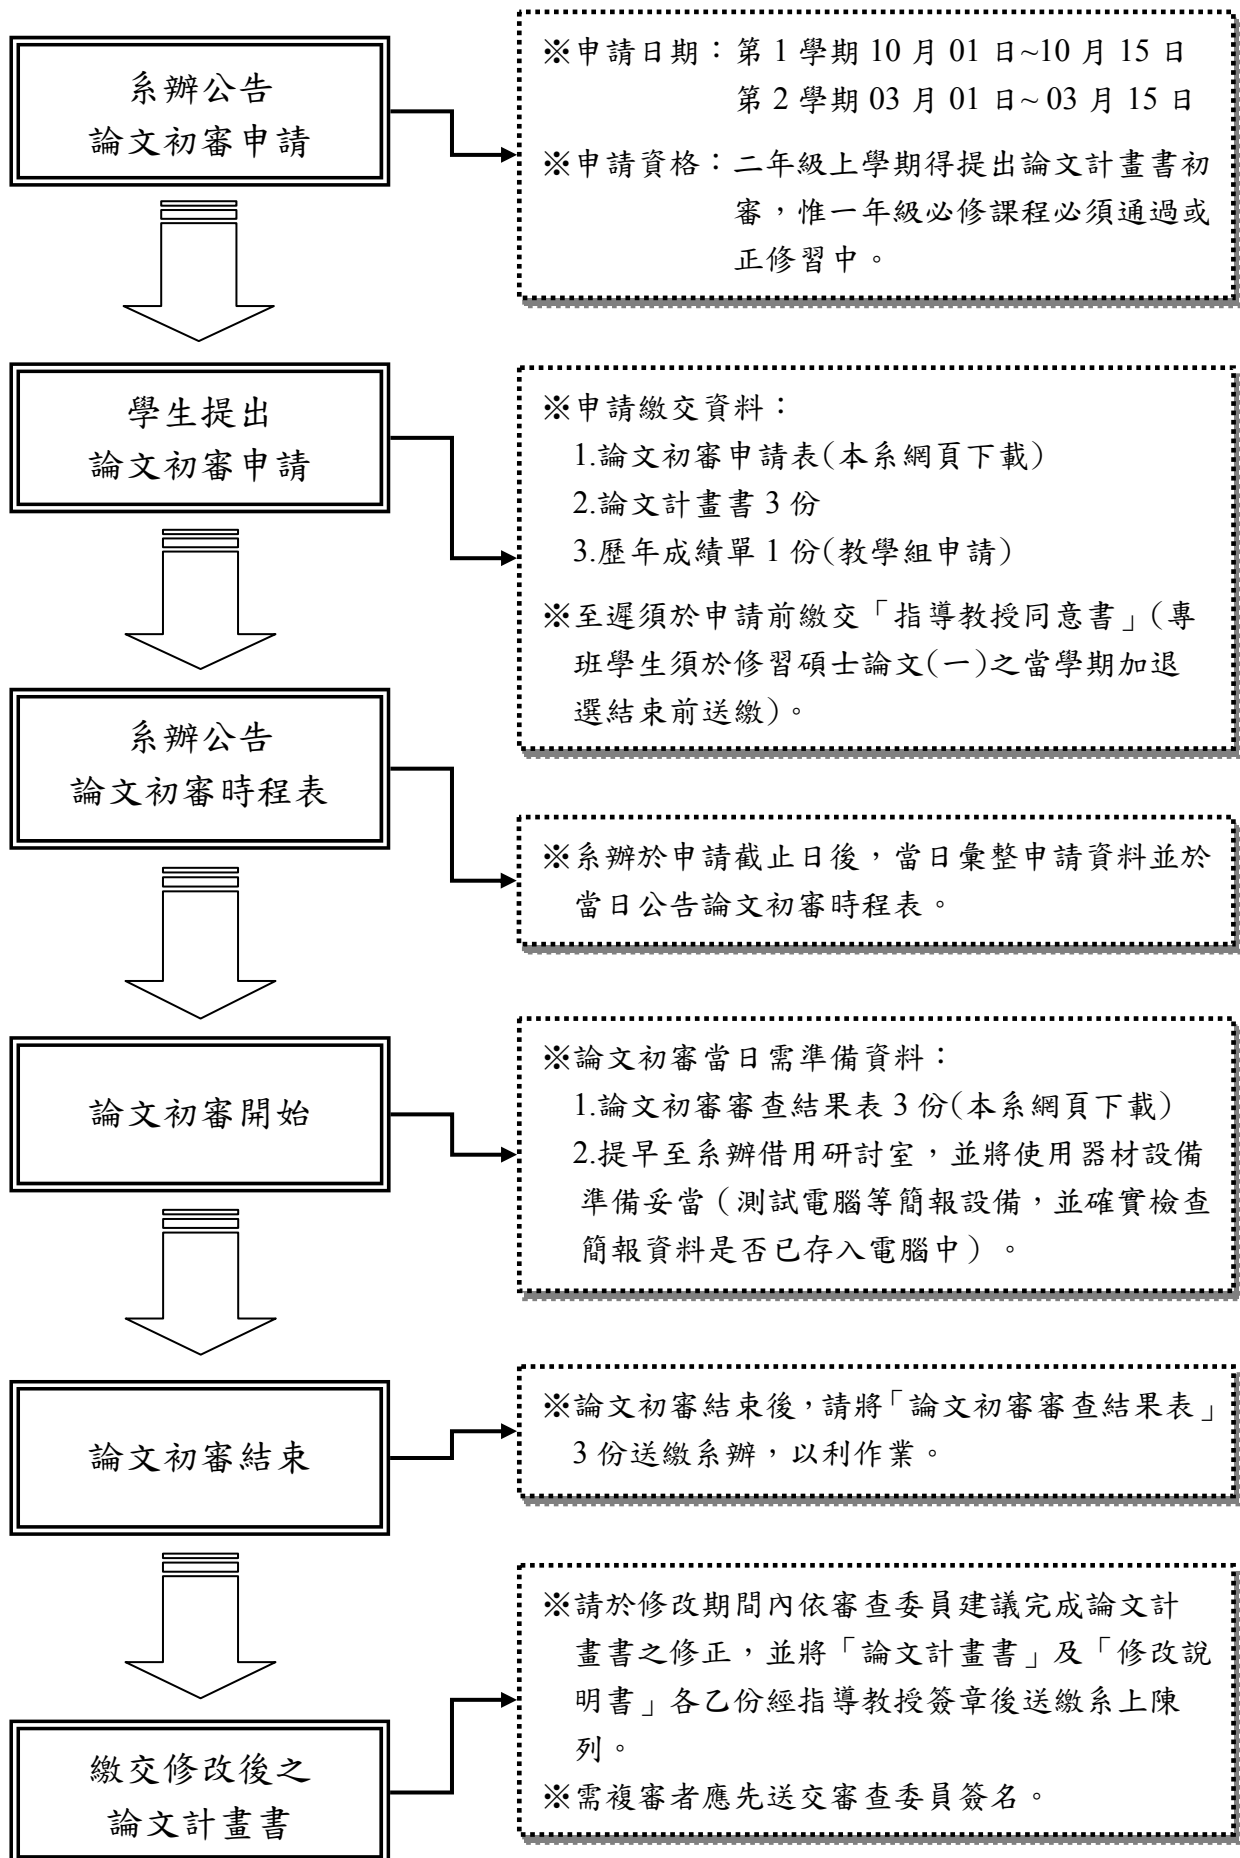 系辦公告
論文初審申請
※申請日期：第 1 學期 10 月 01 日~10 月 15 日
第 2 學期 03 月 01 日~ 03 月 15 日
※申請資格：二年級上學期得提出論文計畫書初
審，惟一年級必修課程必須通過或
正修習中。
學生提出
論文初審申請
※申請繳交資料：
1.論文初審申請表(本系網頁下載)
2.論文計畫書 3 份
3.歷年成績單 1 份(教學組申請)
※至遲須於申請前繳交「指導教授同意書」(專
班學生須於修習碩士論文(一)之當學期加退
選結束前送繳)。
系辦公告
論文初審時程表
※系辦於申請截止日後，當日彙整申請資料並於
當日公告論文初審時程表。
論文初審開始
※論文初審當日需準備資料：
1.論文初審審查結果表 3 份(本系網頁下載)
2.提早至系辦借用研討室，並將使用器材設備
準備妥當（測試電腦等簡報設備，並確實檢查
簡報資料是否已存入電腦中）。
論文初審結束
※論文初審結束後，請將「論文初審審查結果表」
3 份送繳系辦，以利作業。
繳交修改後之
論文計畫書
※請於修改期間內依審查委員建議完成論文計
畫書之修正，並將「論文計畫書」及「修改說
明書」各乙份經指導教授簽章後送繳系上陳
列。
※需複審者應先送交審查委員簽名。